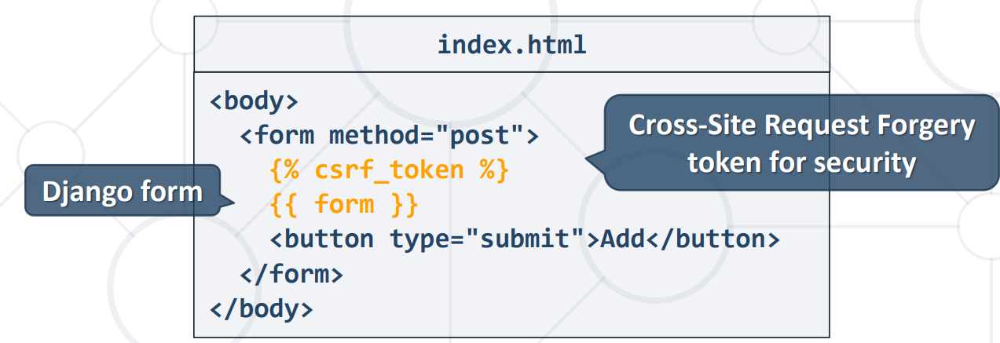 index.html
<body>
<form method="post">
{% csrf_token %}
{{ form }}
<button type="submit">Add</button>
</form>
</body>
Cross-Site Request Forgery
token for security
Django form